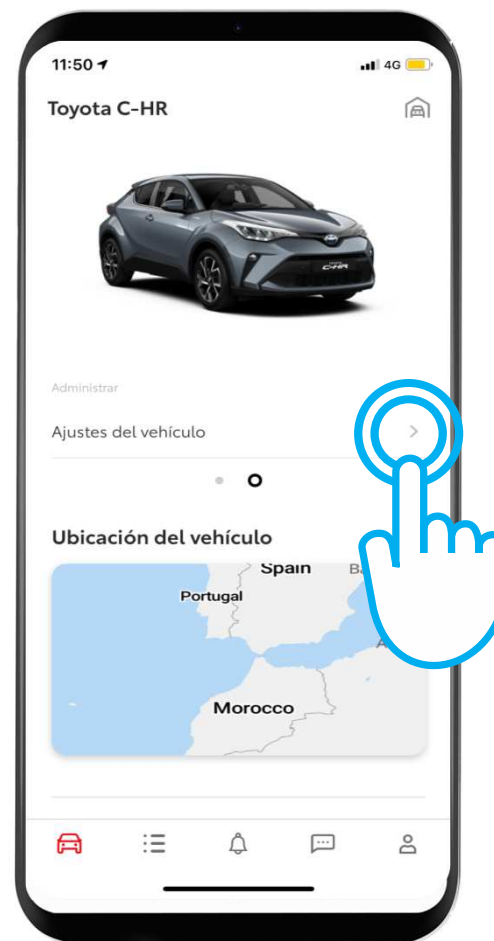 11:50
4G
Toyota C-HR
C-HR
Administrar
Ajustes del vehículo
Ubicación del vehículo
Spain
Portugal
Morocco